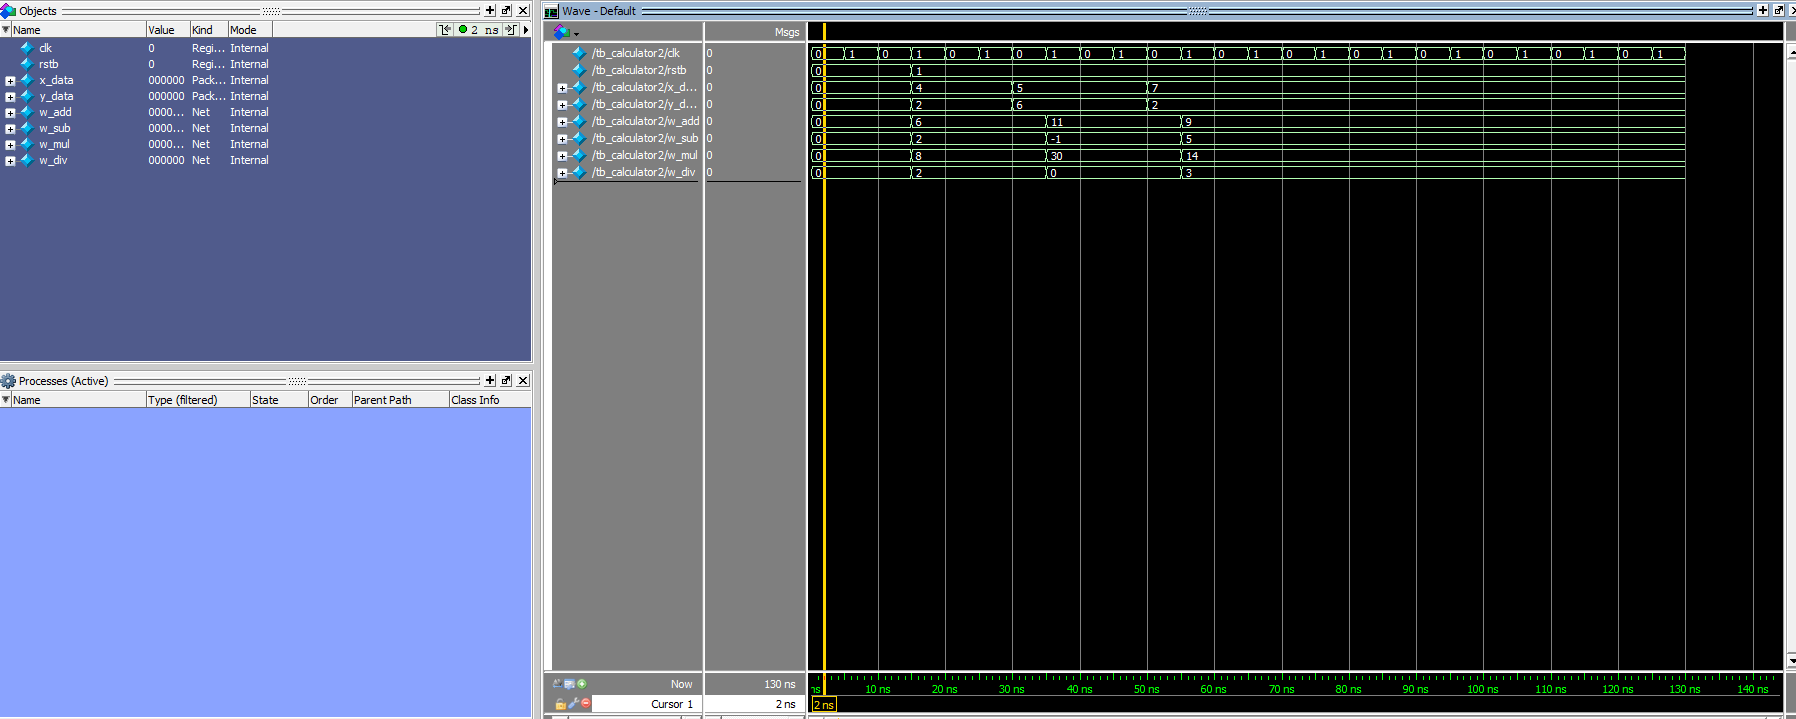 Objects
Name Value Kind Mode 2 ns
clk 0 Regi... Internal
rstb 0 Regi... Internal
x_data 000000 Pack... Internal
y_data 000000 Pack... Internal
w_add 0000... Net Internal
w_sub 0000... Net Internal
w_mul 0000... Net Internal
w_div 000000 Net Internal
Processes (Active)
Name Type (filtered) State Order Parent Path Class Info
Wave - Default
Msgs
/tb_calculator2/clk 0 0 1 0 1 0 1 0 1 0 1 0 1 0 1 0 1 0 1 0 1 0 1 0 1 0 1
/tb_calculator2/rstb 0 0 1
/tb_calculator2/x_d... 0 0 4 5 7
/tb_calculator2/y_d... 0 0 2 6 2
/tb_calculator2/w_add 0 0 6 11 9
/tb_calculator2/w_sub 0 0 2 -1 5
/tb_calculator2/w_mul 0 0 8 30 14
/tb_calculator2/w_div 0 0 2 0 3
Now 130 ns ns 10 ns 20 ns 30 ns 40 ns 50 ns 60 ns 70 ns 80 ns 90 ns 100 ns 110 ns 120 ns 130 ns 140 ns
Cursor 1 2 ns 2 ns